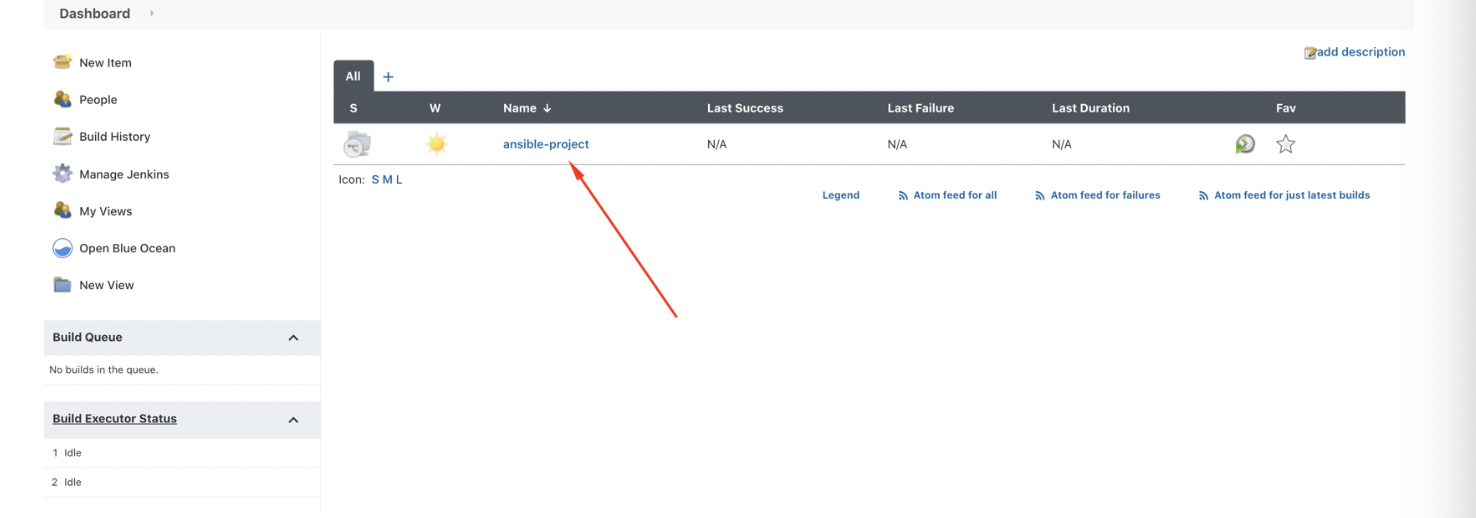 Dashboard
New Item
People
Build History
Manage Jenkins
My Views
Open Blue Ocean
New View
Build Queue
No builds in the queue.
Build Executor Status
1 Idle
2 Idle
add description
All +
S W Name ↓ Last Success Last Failure Last Duration Fav
ansible-project N/A N/A N/A
Icon: S M L
Legend Atom feed for all Atom feed for failures Atom feed for just latest builds